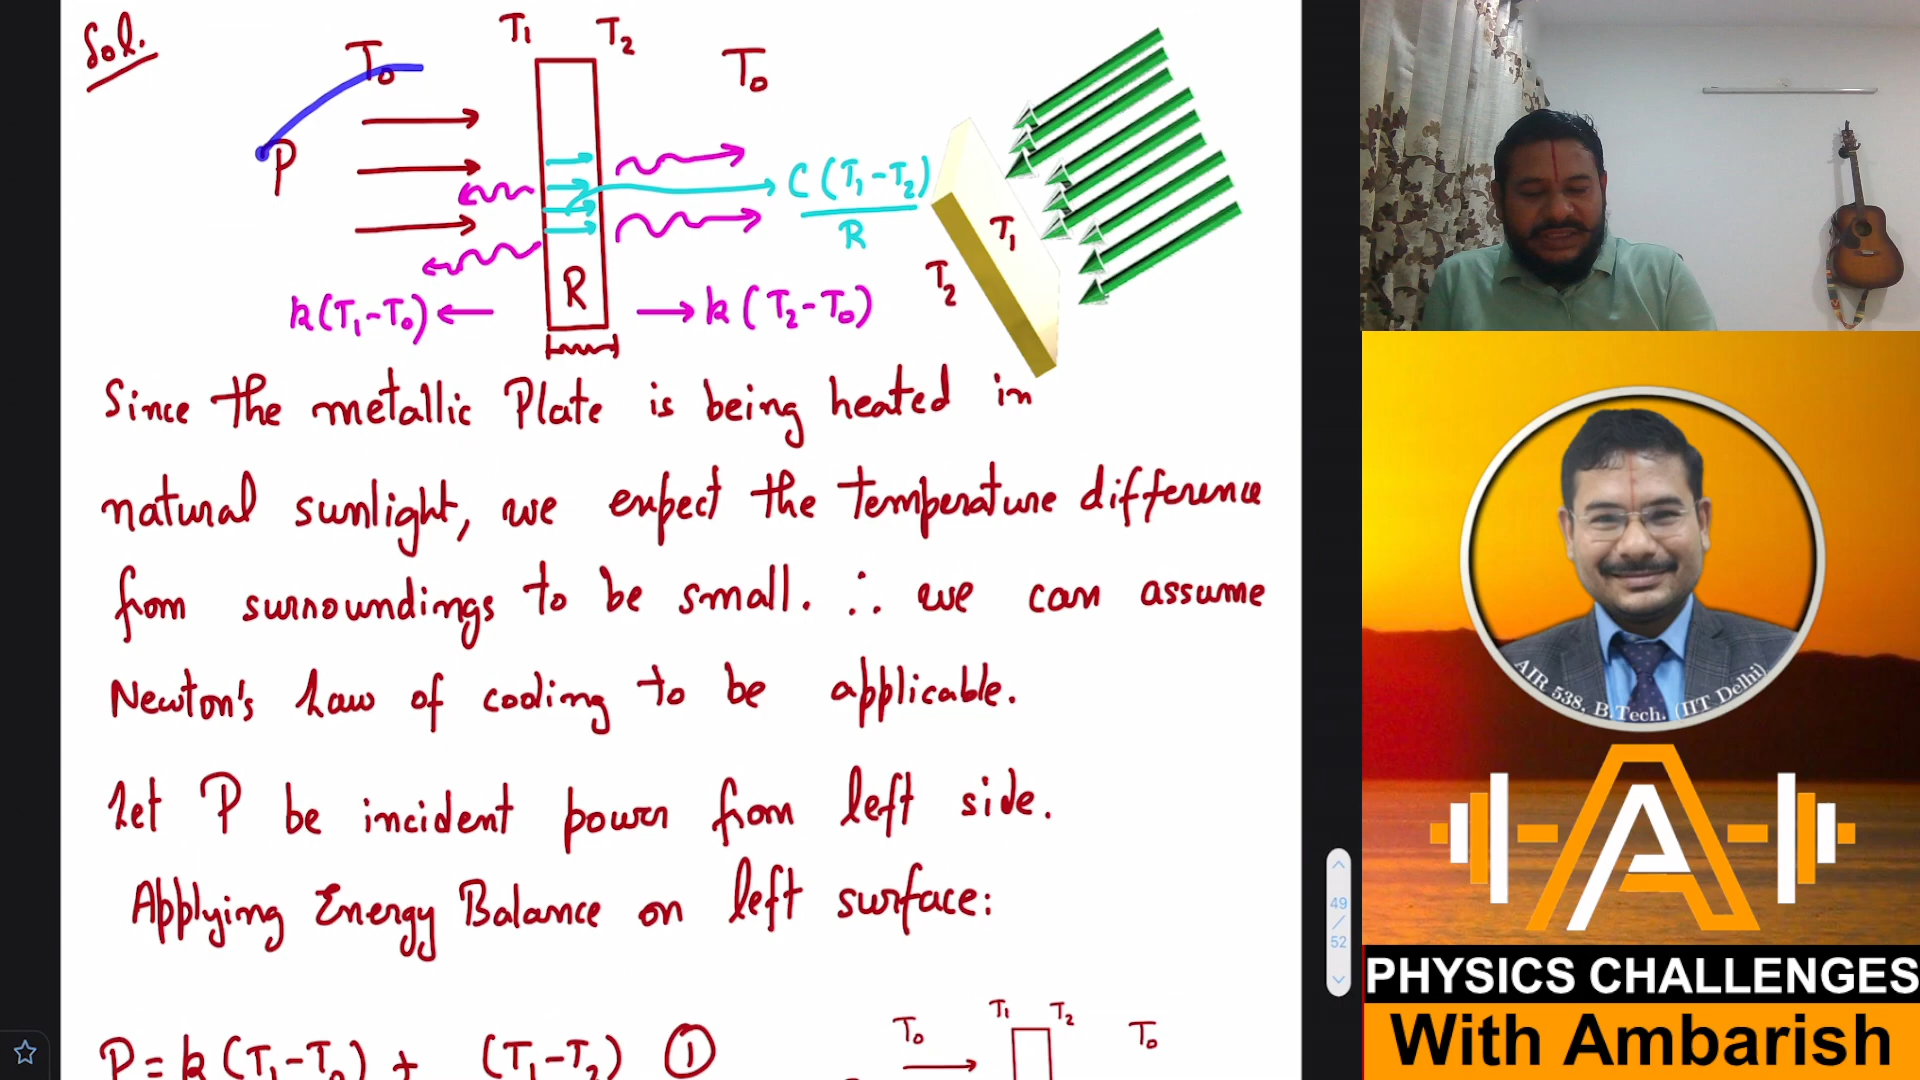 Sol.
T₁ T₂
T₀ T₀
P
C(T₁-T₂)
R
R
T₁
T₂
k(T₁-T₀) k(T₂-T₀)
Since the metallic Plate is being heated in
natural sunlight, we expect the temperature difference
from surroundings to be small. ∴ we can assume
Newton's Law of cooling to be applicable.
Let P be incident power from left side.
Applying Energy Balance on left surface:
T₁ T₂
T₀ T₀
P = k(T₁-T₀) + (T₁-T₂) ①
49
/
52
AIR 538, B.Tech. (IIT Delhi)
A
PHYSICS CHALLENGES
With Ambarish